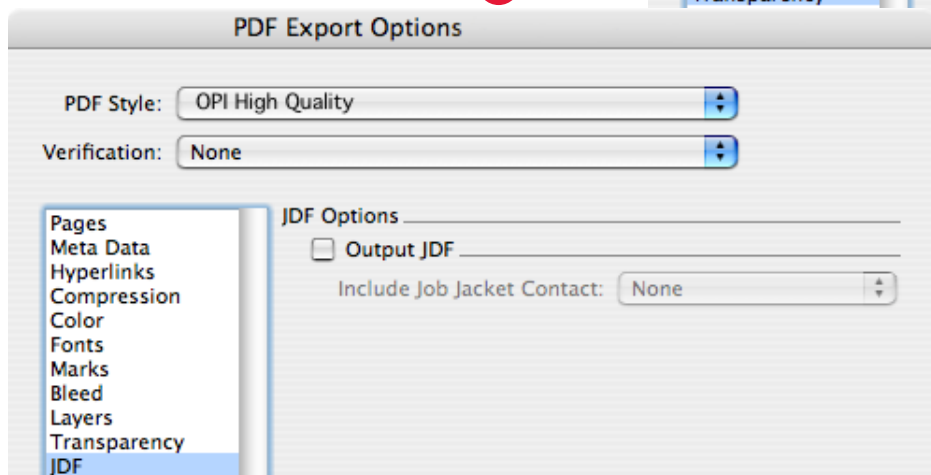 Transparency
PDF Export Options
PDF Style: OPI High Quality
Verification: None
Pages
Meta Data
Hyperlinks
Compression
Color
Fonts
Marks
Bleed
Layers
Transparency
JDF
JDF Options
Output JDF
Include Job Jacket Contact: None